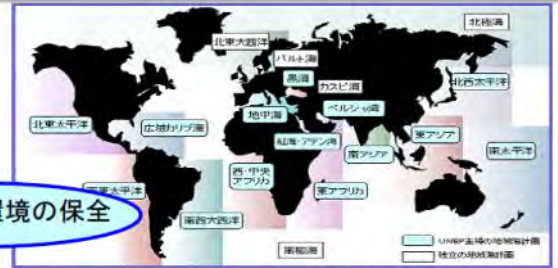 北極海
北東大西洋
バルト海
黒海
カスピ海
北西太平洋
地中海
ペルシャ湾
北東太平洋
広域カリブ海
紅海・アデン湾
南アジア
東アジア
南太平洋
西・中央
アフリカ
東アフリカ
南東太平洋
南西大西洋
境の保全
南極海
UNEP主導の地域海計画
独立の地域海計画